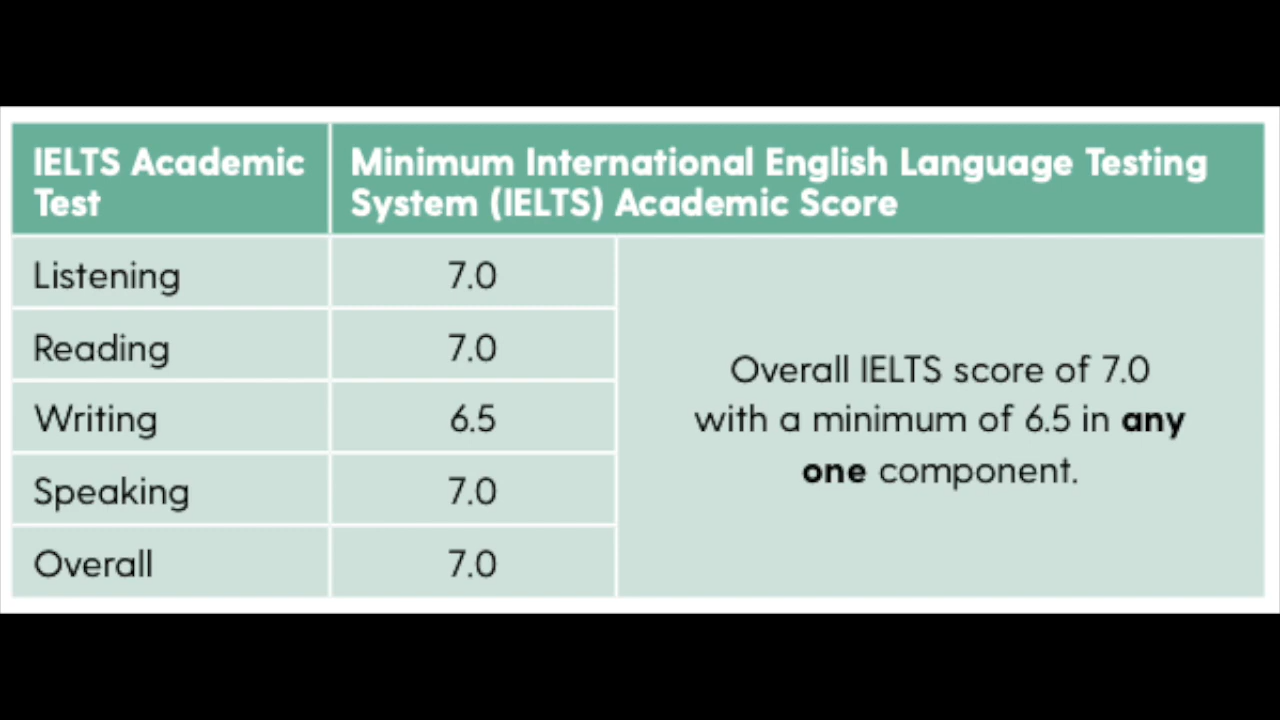 IELTS Academic
Test
Minimum International English Language Testing
System (IELTS) Academic Score
Listening
7.0
Reading
7.0
Writing
6.5
Speaking
7.0
Overall
7.0
Overall IELTS score of 7.0
with a minimum of 6.5 in any
one component.